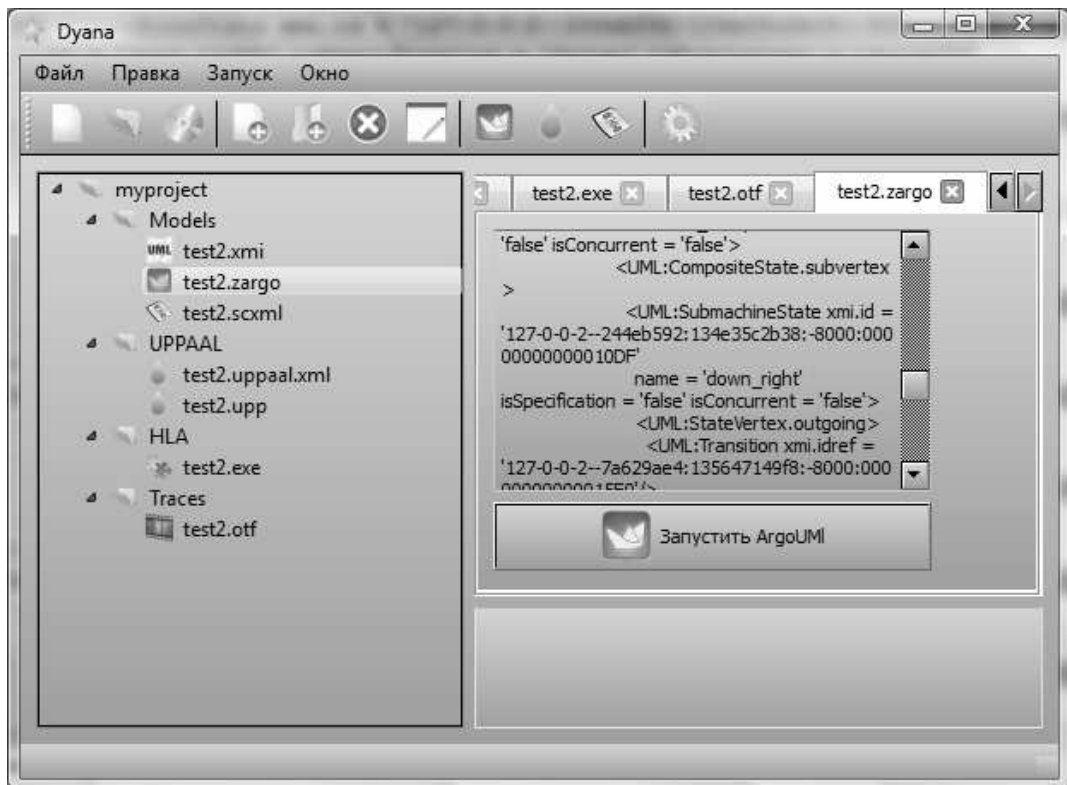 Dyana
Файл Правка Запуск Окно
myproject
Models
UML test2.xmi
test2.zargo
test2.scxml
UPPAAL
test2.uppaal.xml
test2.upp
HLA
test2.exe
Traces
test2.otf
test2.exe test2.otf test2.zargo
'false' isConcurrent = 'false'>
<UML:CompositeState.subvertex
>
<UML:SubmachineState xmi.id =
'127-0-0-2--244eb592:134e35c2b38:-8000:000
00000000010DF'
name = 'down_right'
isSpecification = 'false' isConcurrent = 'false'>
<UML:StateVertex.outgoing>
<UML:Transition xmi.idref =
'127-0-0-2--7a629ae4:135647149f8:-8000:000
Запустить ArgoUMl